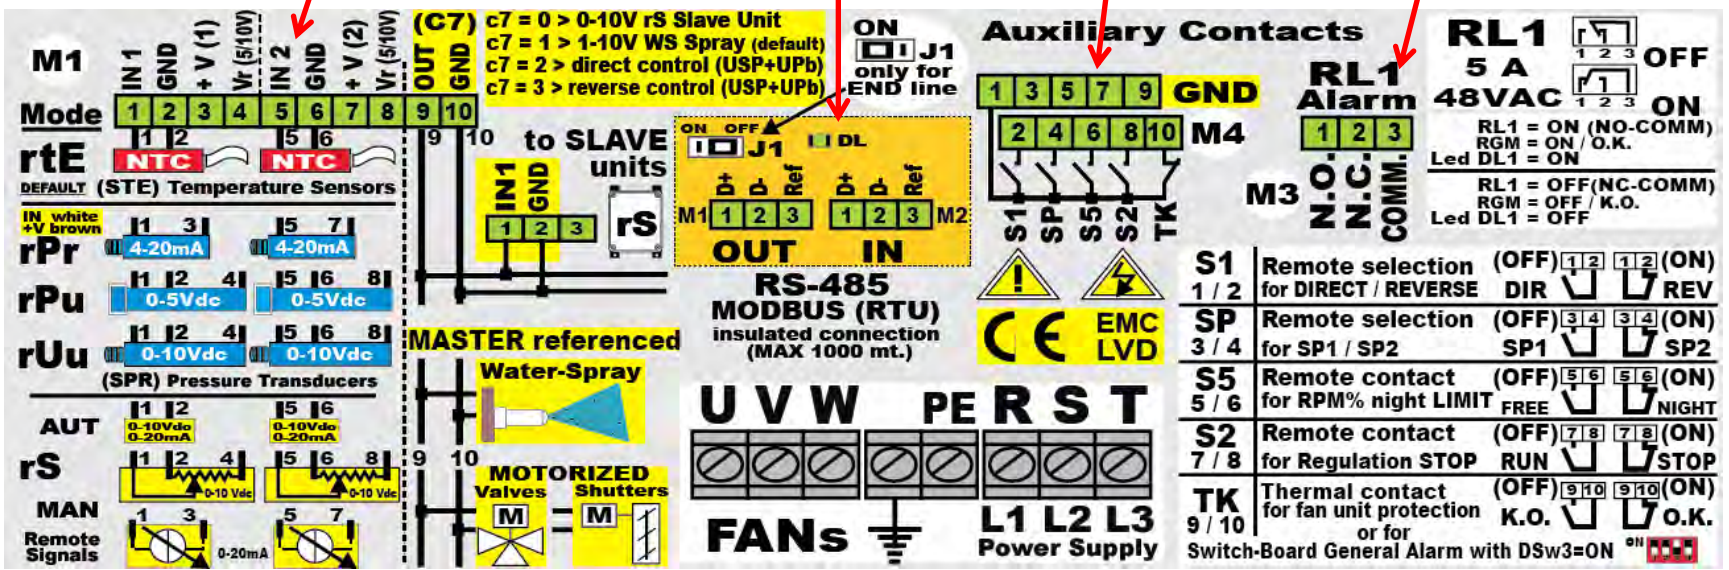 M1
IN 1
GND
+ V (1)
Vr (5/10V)
IN 2
GND
+ V (2)
Vr (5/10V)
(C7)
OUT
GND
Mode
1 2 3 4 5 6 7 8 9 10
1 2
5 6
9 10
rtE
NTC
NTC
DEFAULT (STE) Temperature Sensors
IN white
+V brown
rPr
1 3
4-20mA
5 7
4-20mA
rPu
1 2 4
0-5Vdc
5 6 8
0-5Vdc
rUu
1 2 4
0-10Vdc
5 6 8
0-10Vdc
(SPR) Pressure Transducers
AUT
1 2
0-10Vdc
0-20mA
5 6
0-10Vdc
0-20mA
rS
1 2 4
0-10 Vdc
5 6 8
0-10 Vdc
MAN
Remote
Signals
1 3
0-20mA
5 7
c7 = 0 > 0-10V rS Slave Unit
c7 = 1 > 1-10V WS Spray (default)
c7 = 2 > direct control (USP+UPb)
c7 = 3 > reverse control (USP+UPb)
to SLAVE
units
IN1
GND
1 2 3
rS
MASTER referenced
Water-Spray
9 10
MOTORIZED
Valves
Shutters
M
M
ON
J1
only for
END line
ON OFF
J1
DL
D+
D-
Ref
D+
D-
Ref
M1 1 2 3
1 2 3 M2
OUT
IN
RS-485
MODBUS (RTU)
insulated connection
(MAX 1000 mt.)
U V W
PE R S T
FANs
L1 L2 L3
Power Supply
Auxiliary Contacts
1 3 5 7 9 GND
2 4 6 8 10 M4
S1
SP
S5
S2
TK
CE
EMC
LVD
RL1
Alarm
1 2 3
M3
N.O.
N.C.
COMM.
RL1
5 A
48VAC
1 2 3
OFF
1 2 3
ON
RL1 = ON (NO-COMM)
RGM = ON / O.K.
Led DL1 = ON
RL1 = OFF(NC-COMM)
RGM = OFF / K.O.
Led DL1 = OFF
S1
1 / 2
Remote selection
for DIRECT / REVERSE
(OFF) 1 2 1 2 (ON)
DIR REV
SP
3 / 4
Remote selection
for SP1 / SP2
(OFF) 3 4 3 4 (ON)
SP1 SP2
S5
5 / 6
Remote contact
for RPM% night LIMIT
(OFF) 5 6 5 6 (ON)
FREE NIGHT
S2
7 / 8
Remote contact
for Regulation STOP
(OFF) 7 8 7 8 (ON)
RUN STOP
TK
9 / 10
Thermal contact
for fan unit protection
or for
(OFF) 9 10 9 10 (ON)
K.O. O.K.
Switch-Board General Alarm with DSw3=ON
ON